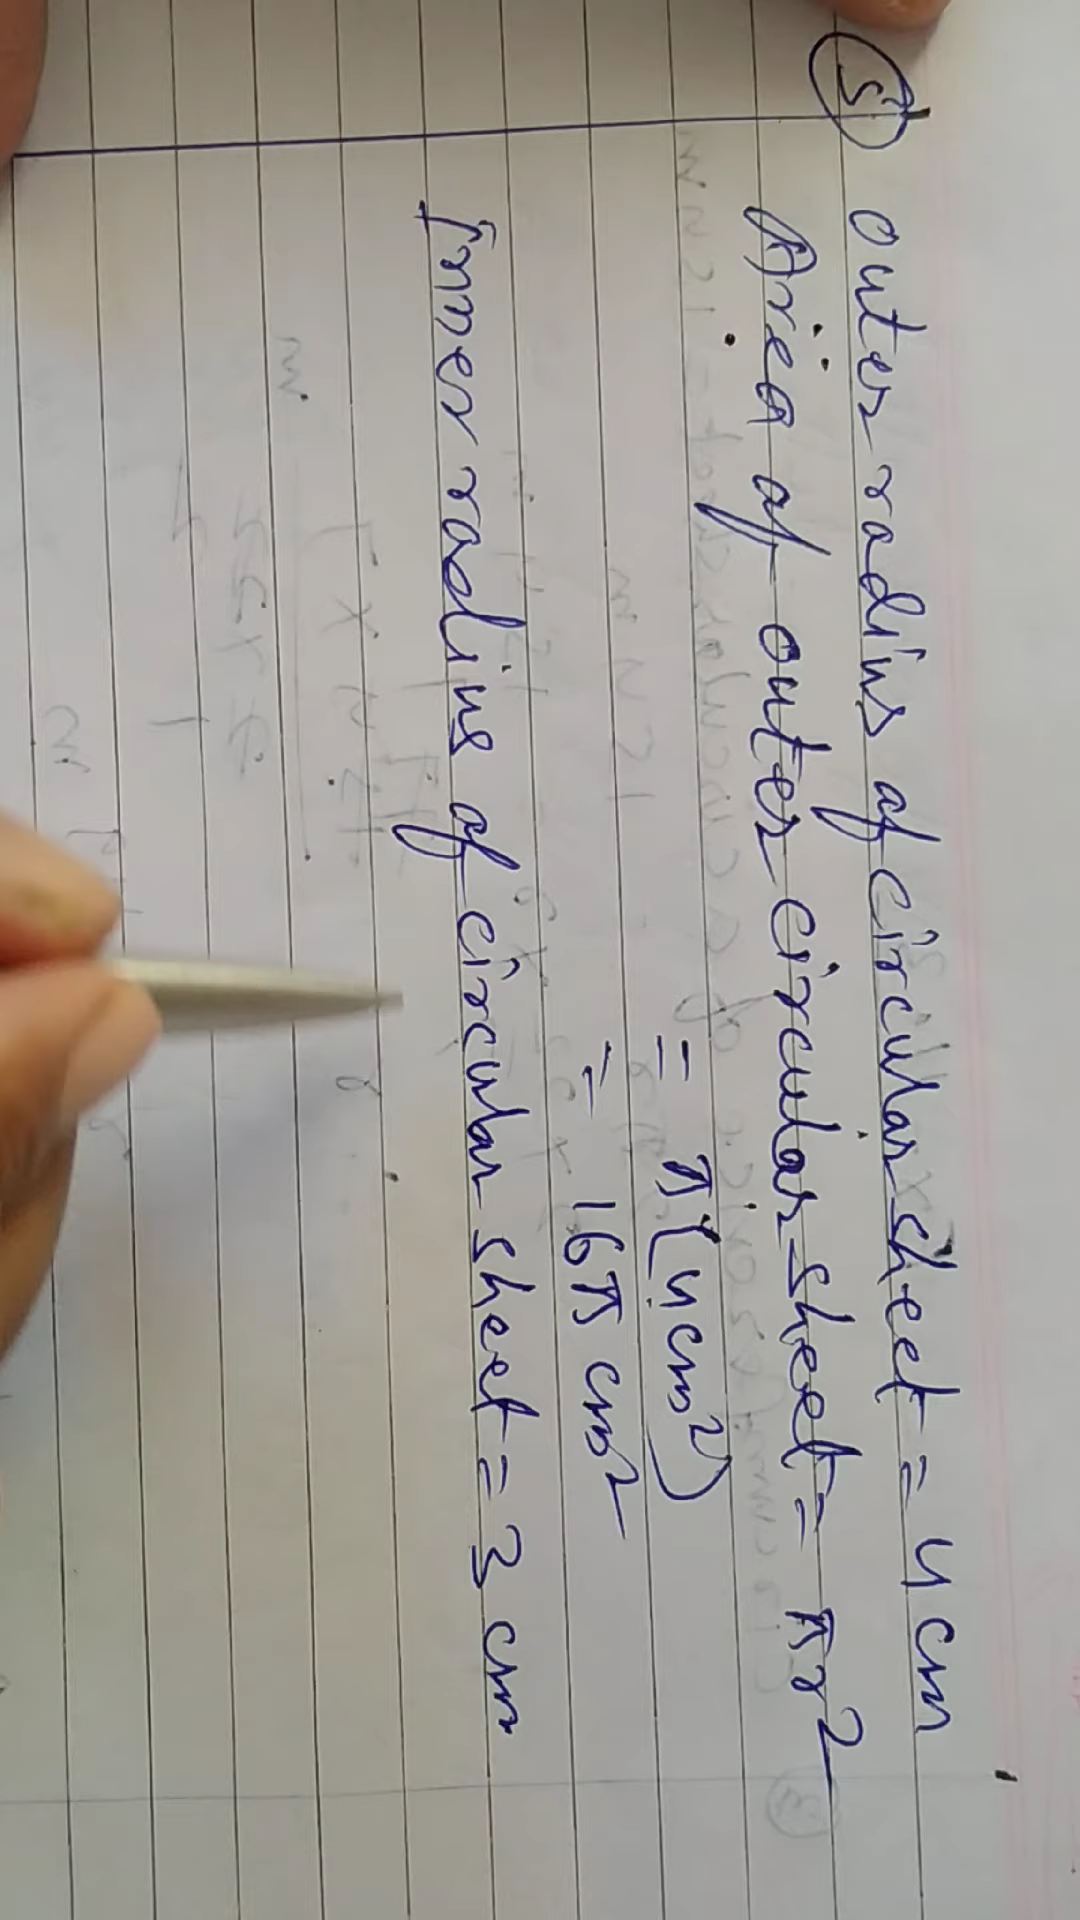 5 outer radius of circular sheet = 4 cm
Area of outer circular sheet = πr²
= π(4cm²)
= 16π cm²
Inner radius of circular sheet = 3 cm